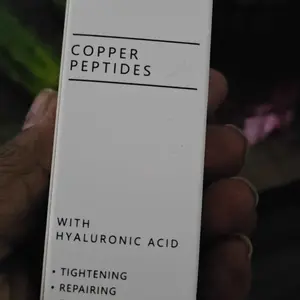 COPPER
PEPTIDES
WITH
HYALURONIC ACID
• TIGHTENING
• REPAIRING